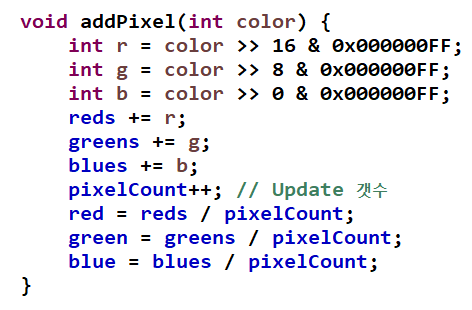 void addPixel(int color) {
    int r = color >> 16 & 0x000000FF;
    int g = color >> 8 & 0x000000FF;
    int b = color >> 0 & 0x000000FF;
    reds += r;
    greens += g;
    blues += b;
    pixelCount++; // Update 갯수
    red = reds / pixelCount;
    green = greens / pixelCount;
    blue = blues / pixelCount;
}